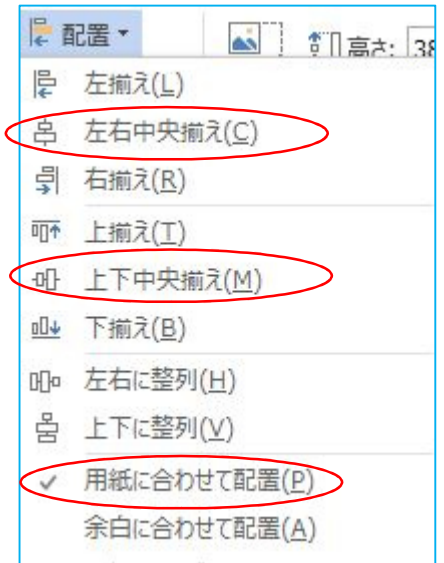 配置
高さ: 38
左揃え(L)
左右中央揃え(C)
右揃え(R)
上揃え(T)
上下中央揃え(M)
下揃え(B)
左右に整列(H)
上下に整列(V)
用紙に合わせて配置(P)
余白に合わせて配置(A)